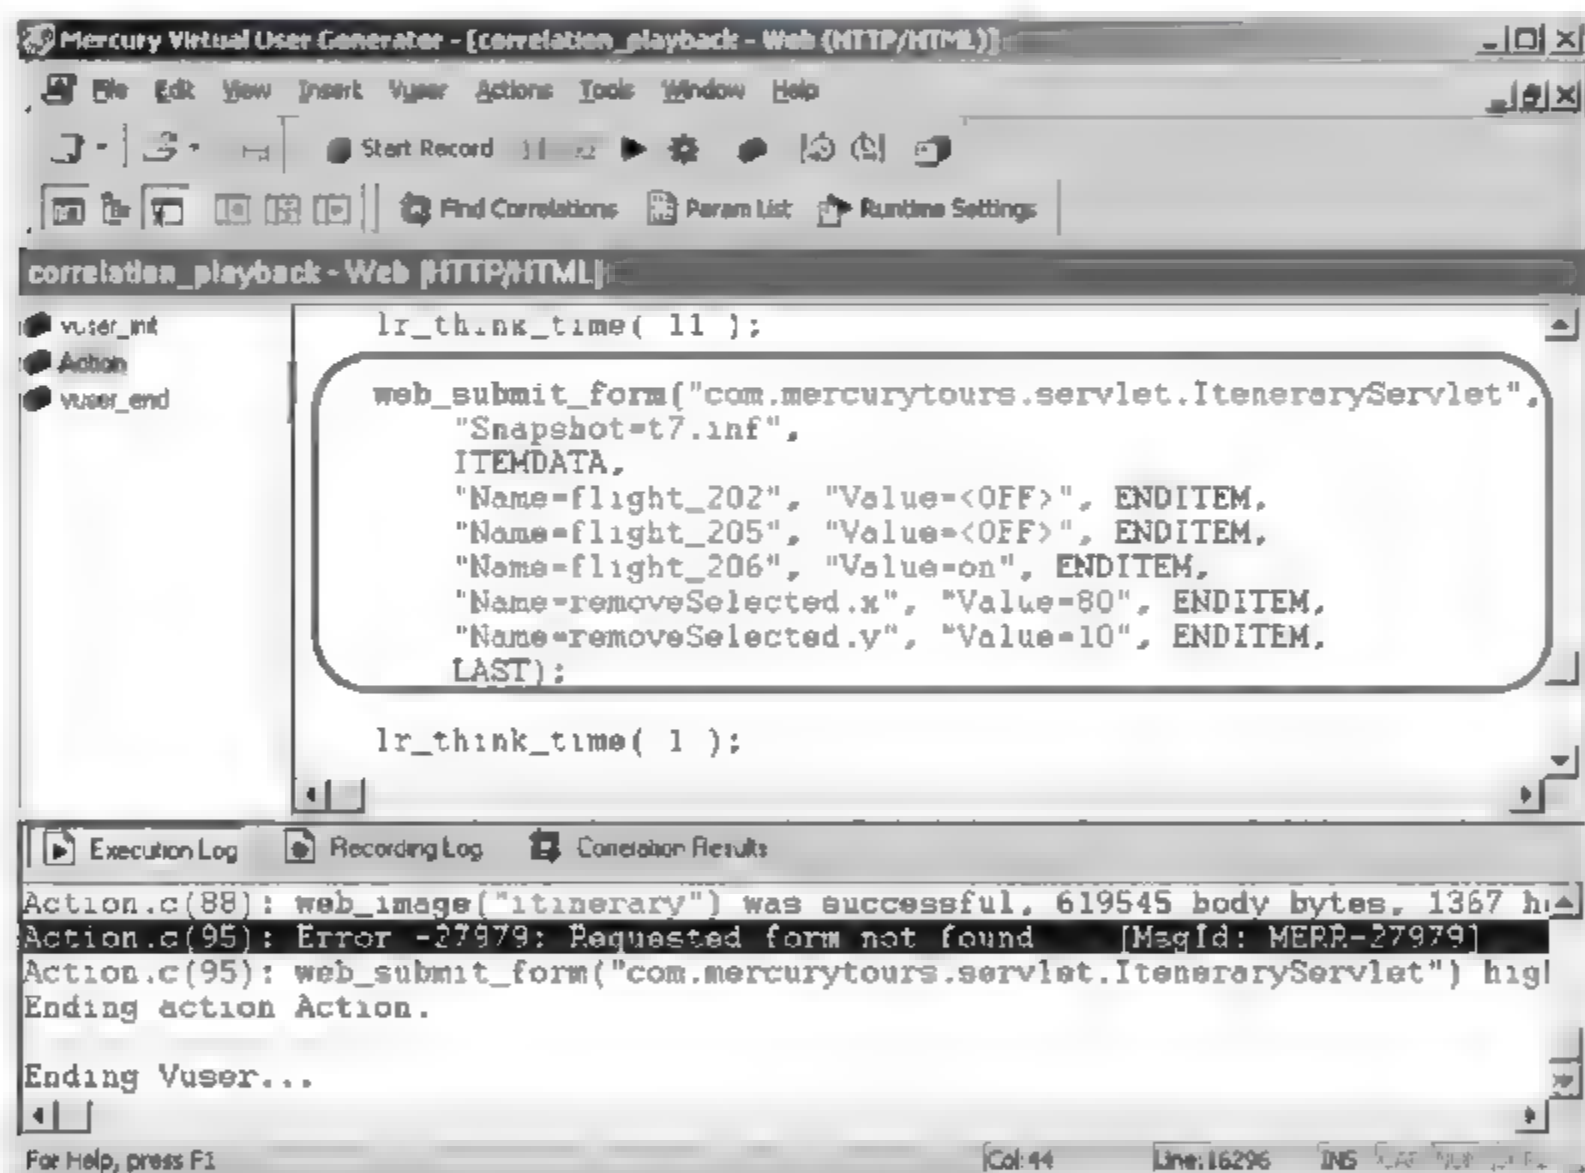 Mercury Virtual User Generator - [correlation_playback - Web (HTTP/HTML)]
File Edit View Insert Vuser Actions Tools Window Help
Start Record
Find Correlations Param List Runtime Settings
correlation_playback - Web [HTTP/HTML]
vuser_init
Action
vuser_end
lr_think_time( 11 );
web_submit_form("com.mercurytours.servlet.IteneraryServlet",
"Snapshot=t7.inf",
ITEMDATA,
"Name=flight_202", "Value=<OFF>", ENDITEM,
"Name=flight_205", "Value=<OFF>", ENDITEM,
"Name=flight_206", "Value=on", ENDITEM,
"Name=removeSelected.x", "Value=80", ENDITEM,
"Name=removeSelected.y", "Value=10", ENDITEM,
LAST);
lr_think_time( 1 );
Execution Log Recording Log Correlation Results
Action.c(88): web_image("itinerary") was successful, 619545 body bytes, 1367 h
Action.c(95): Error -27979: Requested form not found [MsgId: MERR-27979]
Action.c(95): web_submit_form("com.mercurytours.servlet.IteneraryServlet") higl
Ending action Action.
Ending Vuser...
For Help, press F1 Col: 44 Line: 16296 INS